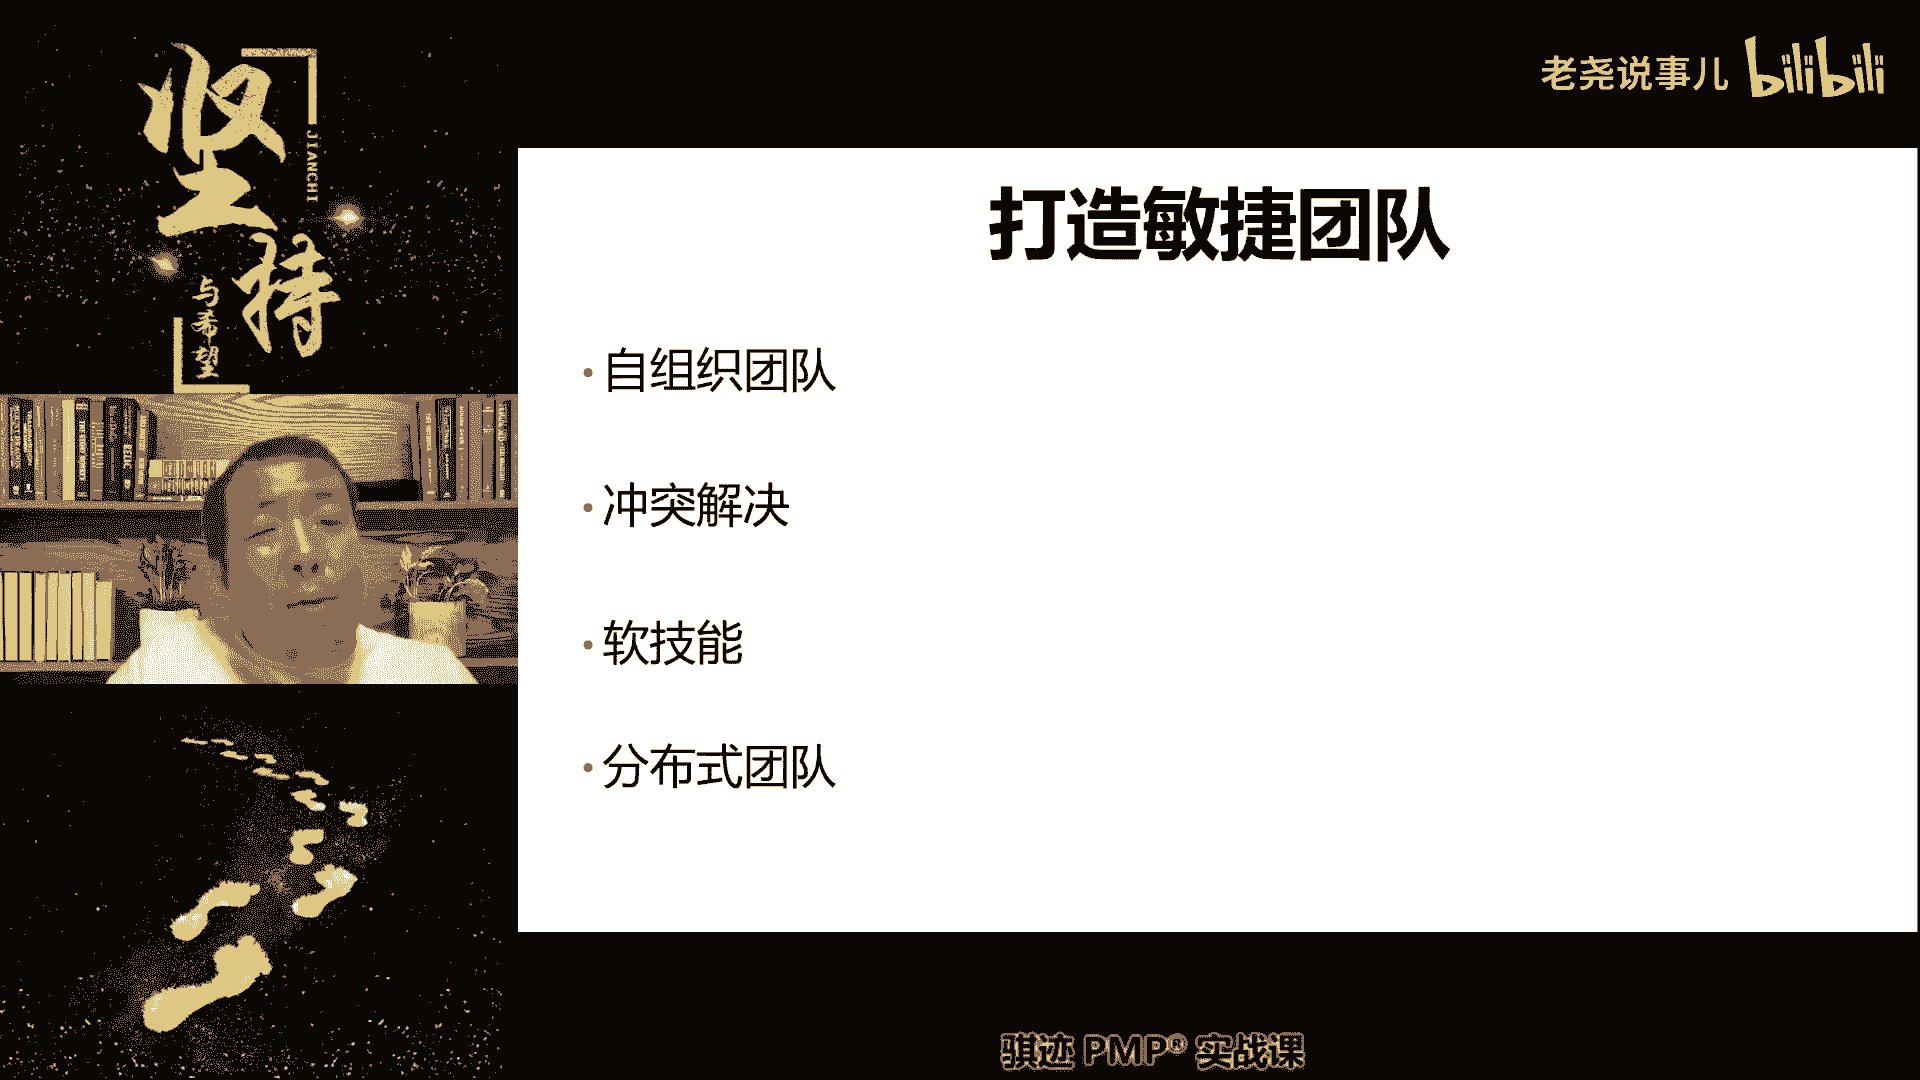 坚持
JIANCHI
与希望
老尧说事儿 bilibili
打造敏捷团队
• 自组织团队
• 冲突解决
• 软技能
• 分布式团队
骐迹 PMP® 实战课